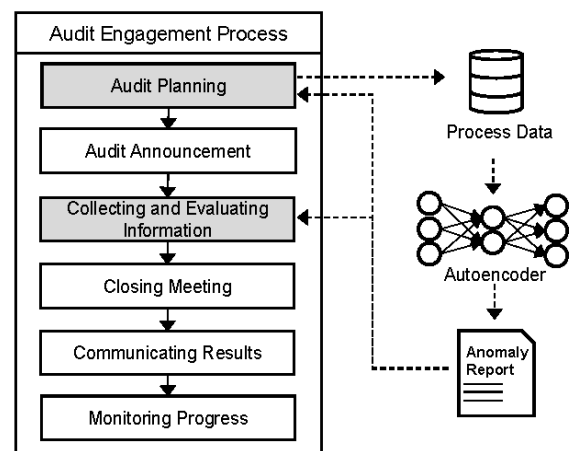 Audit Engagement Process
Audit Planning
Audit Announcement
Collecting and Evaluating
Information
Closing Meeting
Communicating Results
Monitoring Progress
Process Data
Autoencoder
Anomaly
Report